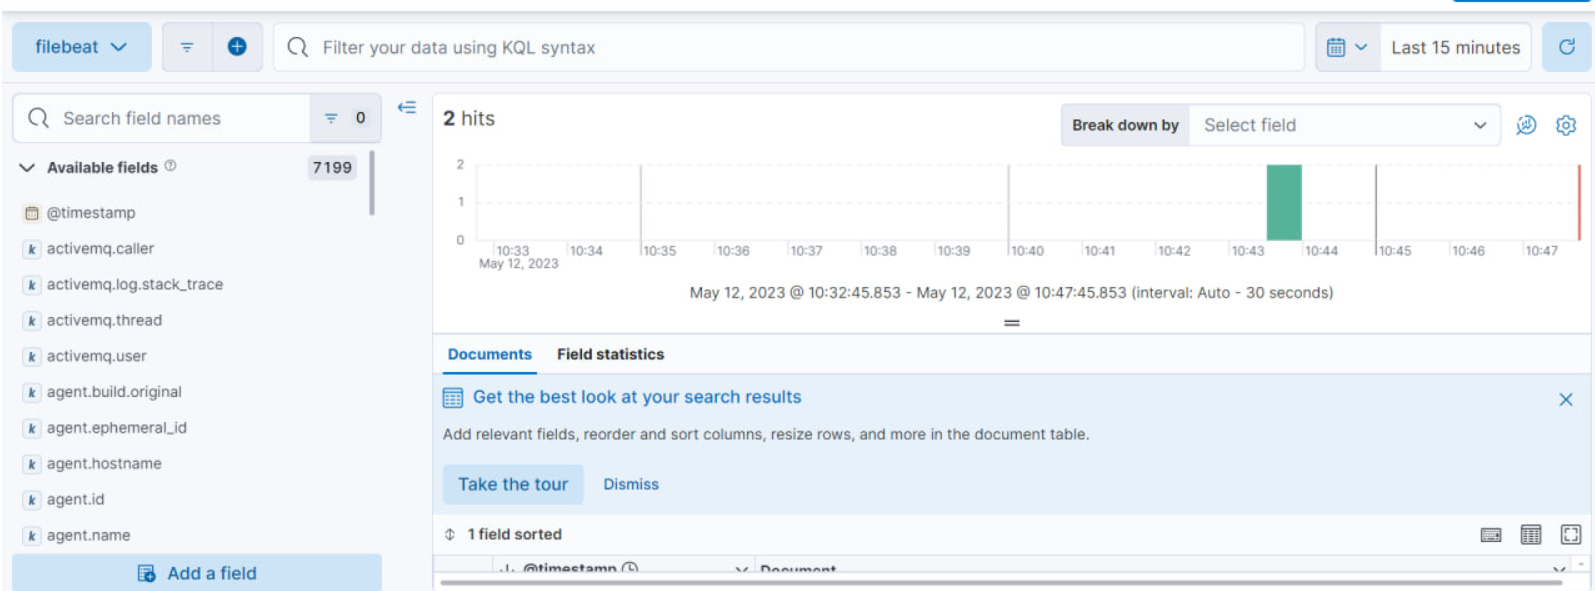 filebeat
Filter your data using KQL syntax
Last 15 minutes
Search field names
0
Available fields
7199
@timestamp
k activemq.caller
k activemq.log.stack_trace
k activemq.thread
k activemq.user
k agent.build.original
k agent.ephemeral_id
k agent.hostname
k agent.id
k agent.name
Add a field
2 hits
Break down by Select field
2
1
0
10:33 10:34 10:35 10:36 10:37 10:38 10:39 10:40 10:41 10:42 10:43 10:44 10:45 10:46 10:47
May 12, 2023
May 12, 2023 @ 10:32:45.853 - May 12, 2023 @ 10:47:45.853 (interval: Auto - 30 seconds)
Documents Field statistics
Get the best look at your search results
Add relevant fields, reorder and sort columns, resize rows, and more in the document table.
Take the tour Dismiss
1 field sorted
@timestamp Document